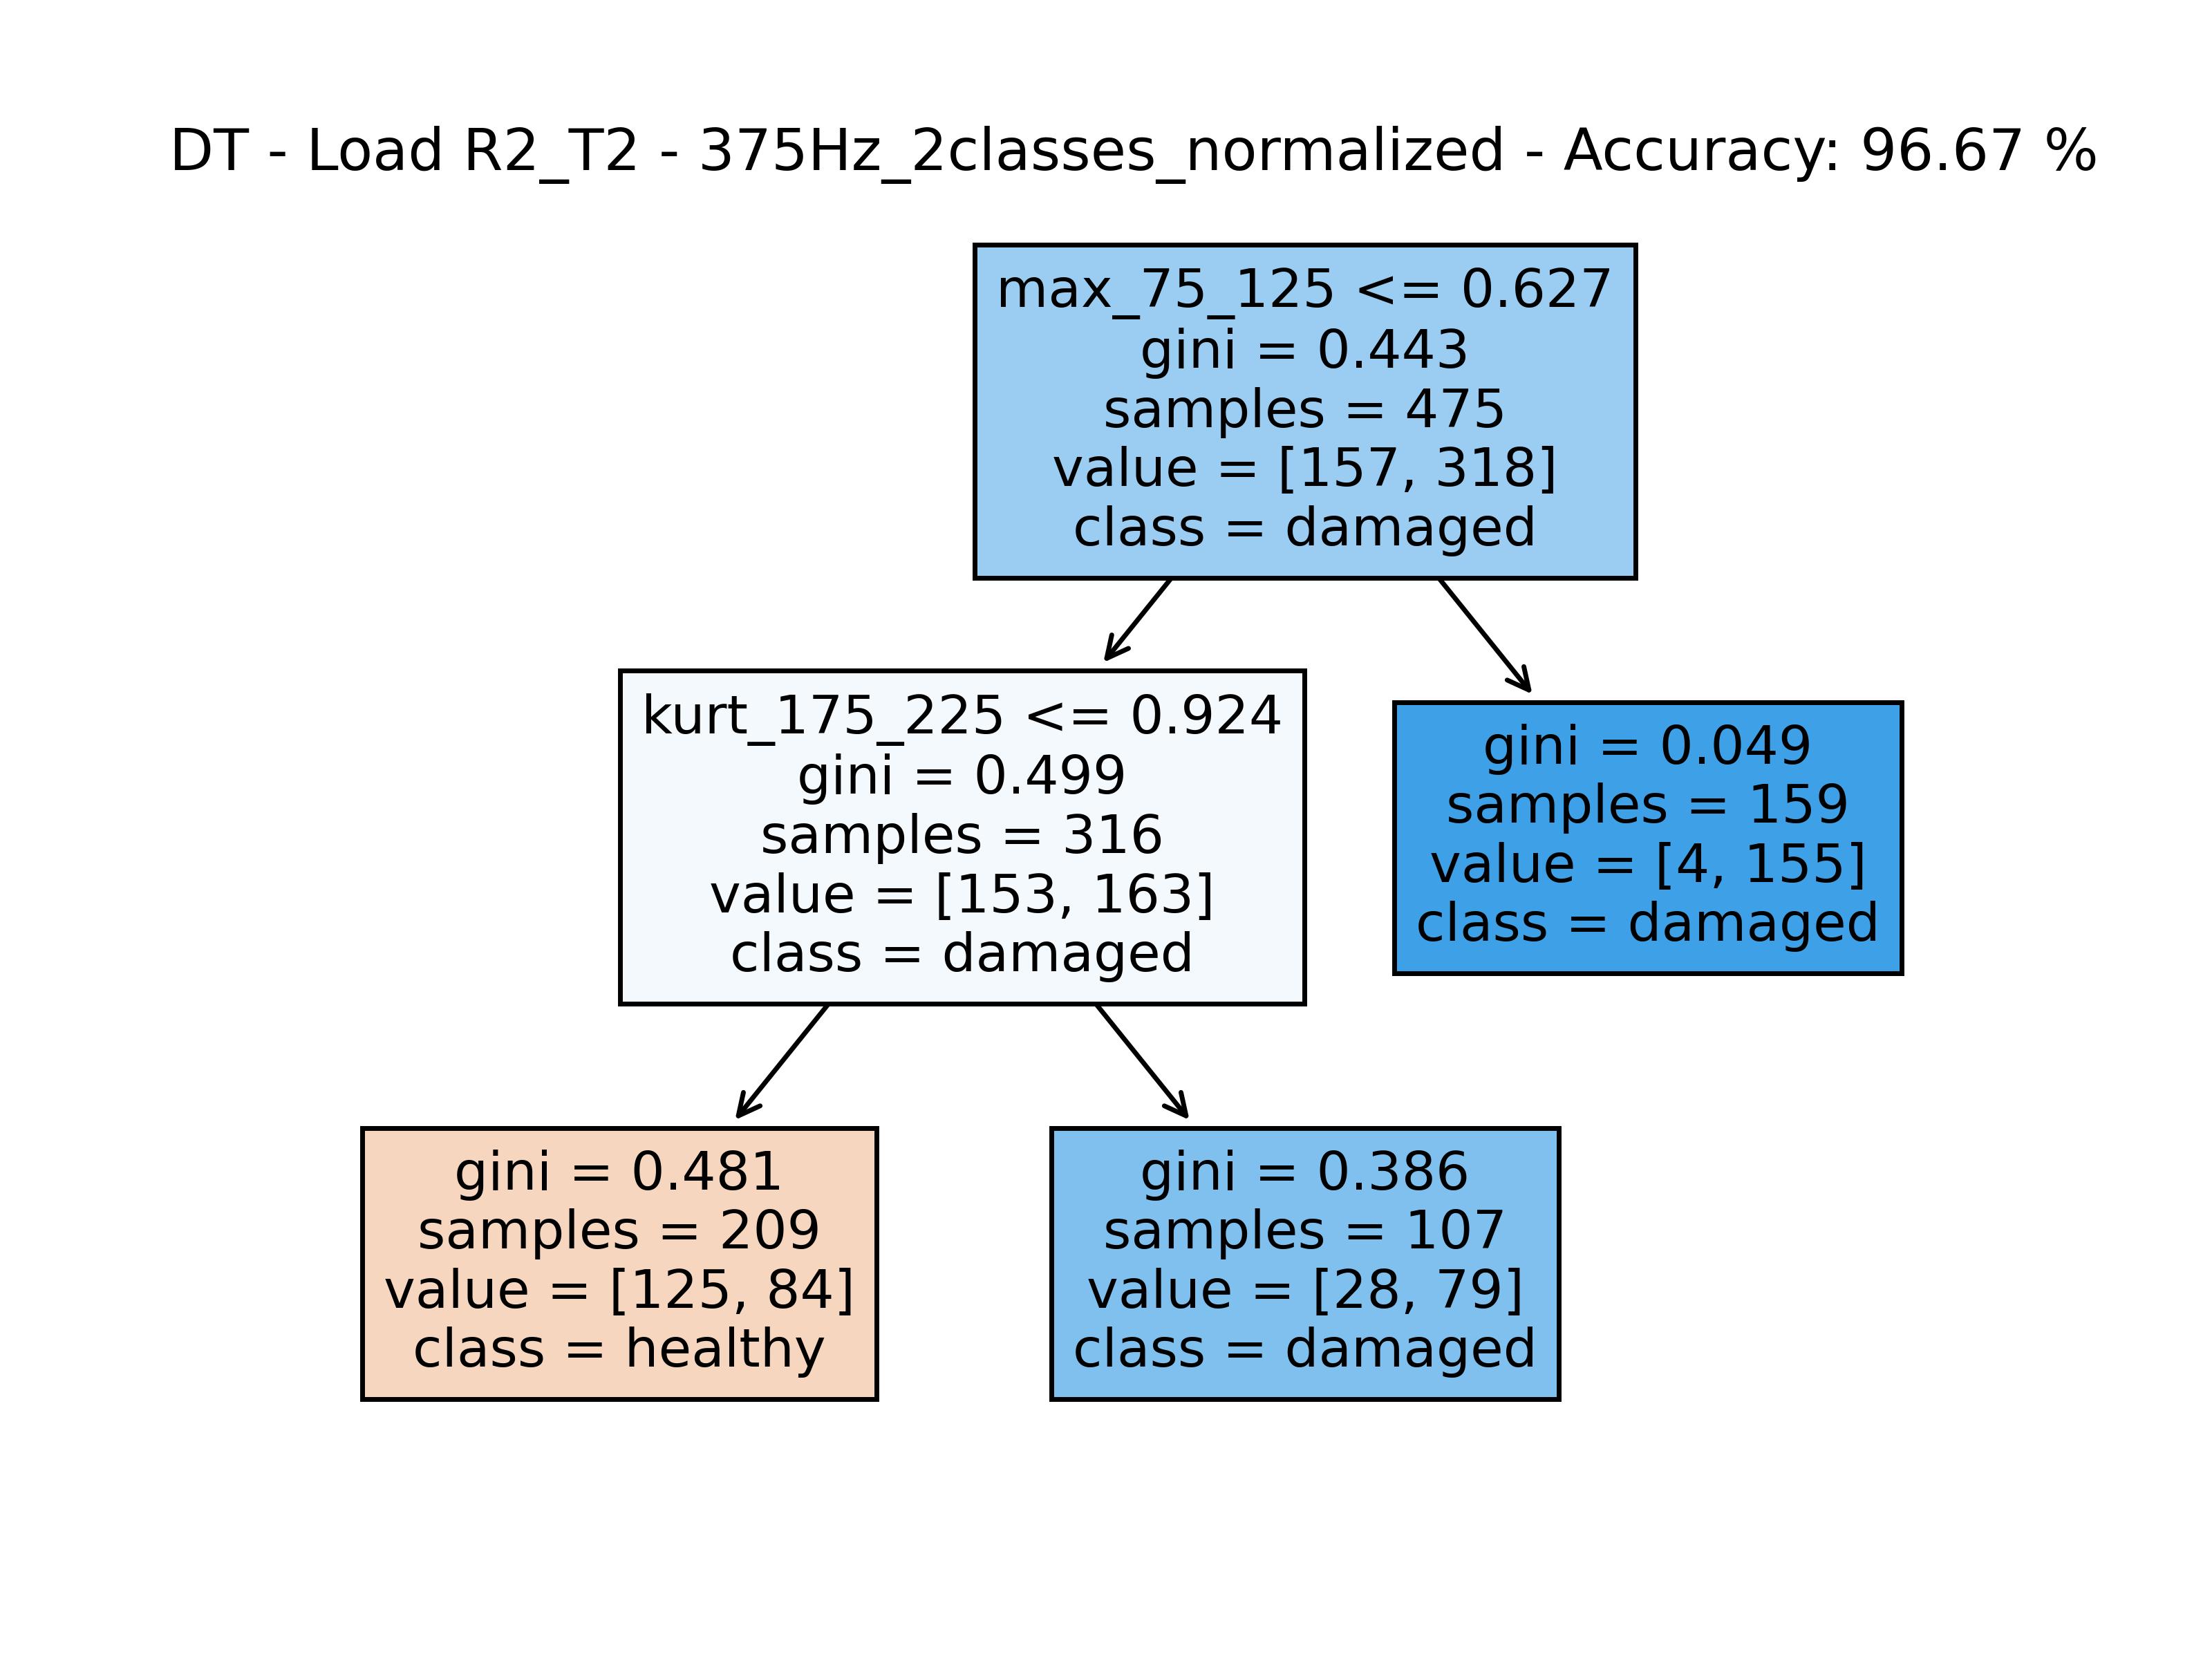 DT - Load R2_T2 - 375Hz_2classes_normalized - Accuracy: 96.67 %
max_75_125 <= 0.627
gini = 0.443
samples = 475
value = [157, 318]
class = damaged
kurt_175_225 <= 0.924
gini = 0.499
samples = 316
value = [153, 163]
class = damaged
gini = 0.049
samples = 159
value = [4, 155]
class = damaged
gini = 0.481
samples = 209
value = [125, 84]
class = healthy
gini = 0.386
samples = 107
value = [28, 79]
class = damaged